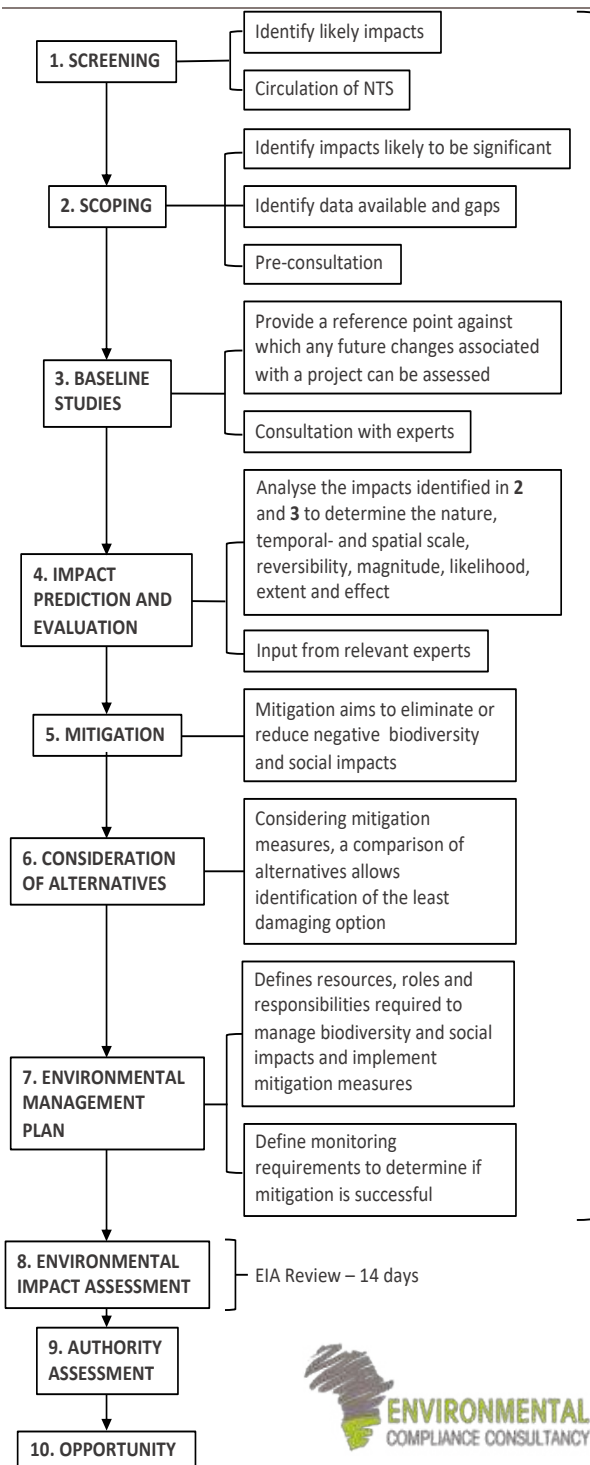 1. SCREENING
Identify likely impacts
Circulation of NTS
2. SCOPING
Identify impacts likely to be significant
Identify data available and gaps
Pre-consultation
3. BASELINE
STUDIES
Provide a reference point against
which any future changes associated
with a project can be assessed
Consultation with experts
4. IMPACT
PREDICTION AND
EVALUATION
Analyse the impacts identified in 2
and 3 to determine the nature,
temporal- and spatial scale,
reversibility, magnitude, likelihood,
extent and effect
Input from relevant experts
5. MITIGATION
Mitigation aims to eliminate or
reduce negative biodiversity
and social impacts
6. CONSIDERATION
OF ALTERNATIVES
Considering mitigation
measures, a comparison of
alternatives allows
identification of the least
damaging option
7. ENVIRONMENTAL
MANAGEMENT
PLAN
Defines resources, roles and
responsibilities required to
manage biodiversity and social
impacts and implement
mitigation measures
Define monitoring
requirements to determine if
mitigation is successful
8. ENVIRONMENTAL
IMPACT ASSESSMENT
EIA Review – 14 days
9. AUTHORITY
ASSESSMENT
10. OPPORTUNITY
ENVIRONMENTAL
COMPLIANCE CONSULTANCY